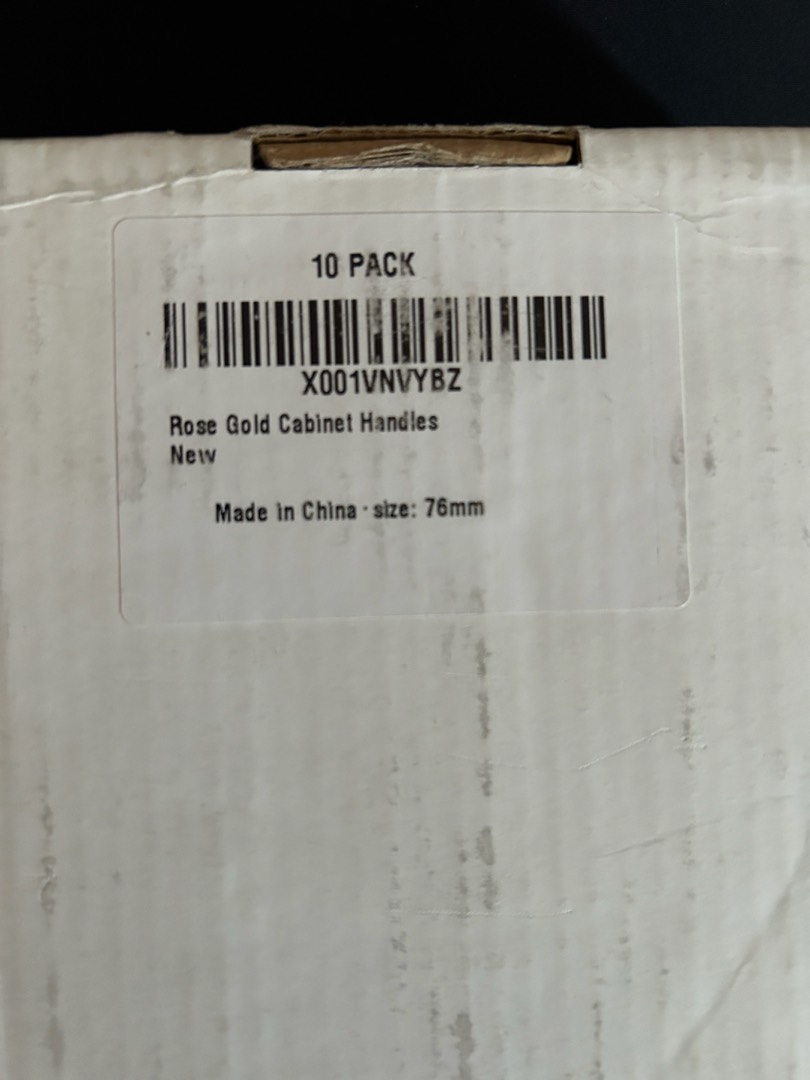 10 PACK
X001VNVYBZ
Rose Gold Cabinet Handles
New
Made in China · size: 76mm